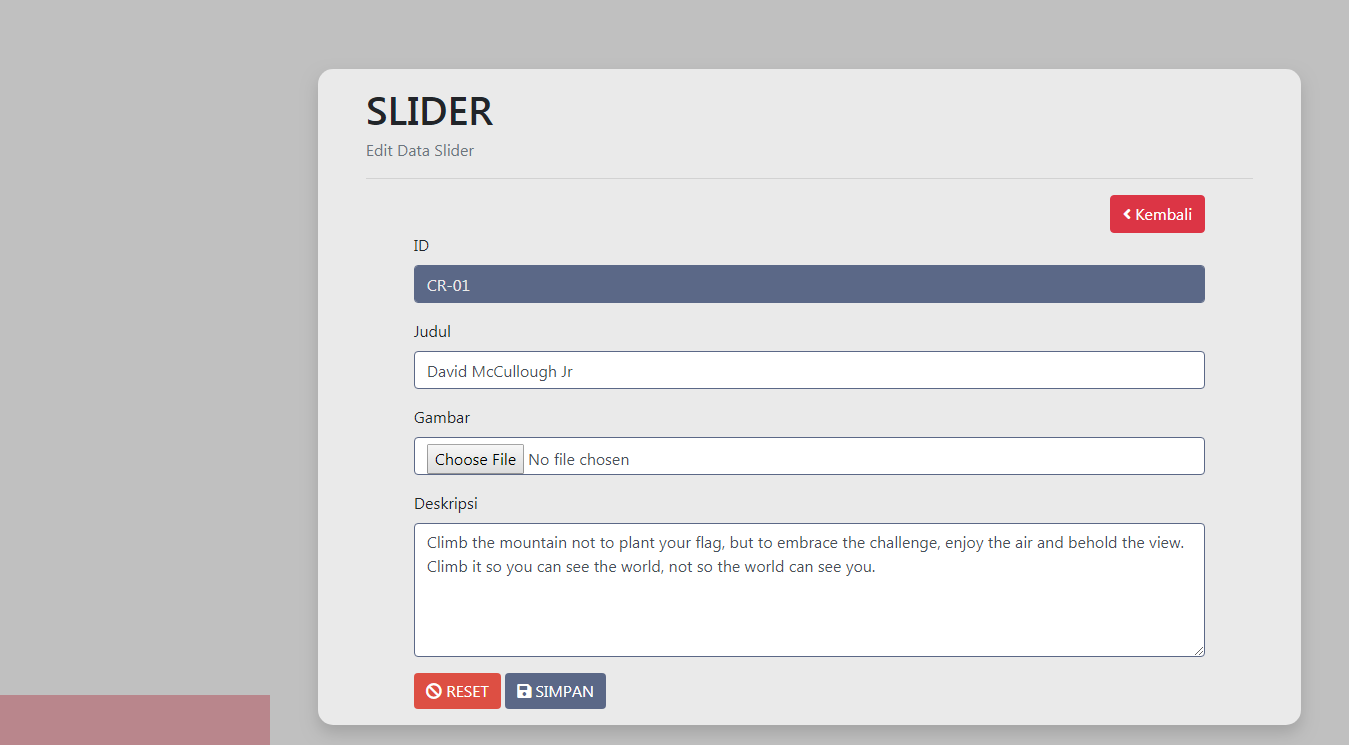 SLIDER
Edit Data Slider
Kembali
ID
CR-01
Judul
David McCullough Jr
Gambar
Choose File No file chosen
Deskripsi
Climb the mountain not to plant your flag, but to embrace the challenge, enjoy the air and behold the view.
Climb it so you can see the world, not so the world can see you.
RESET SIMPAN